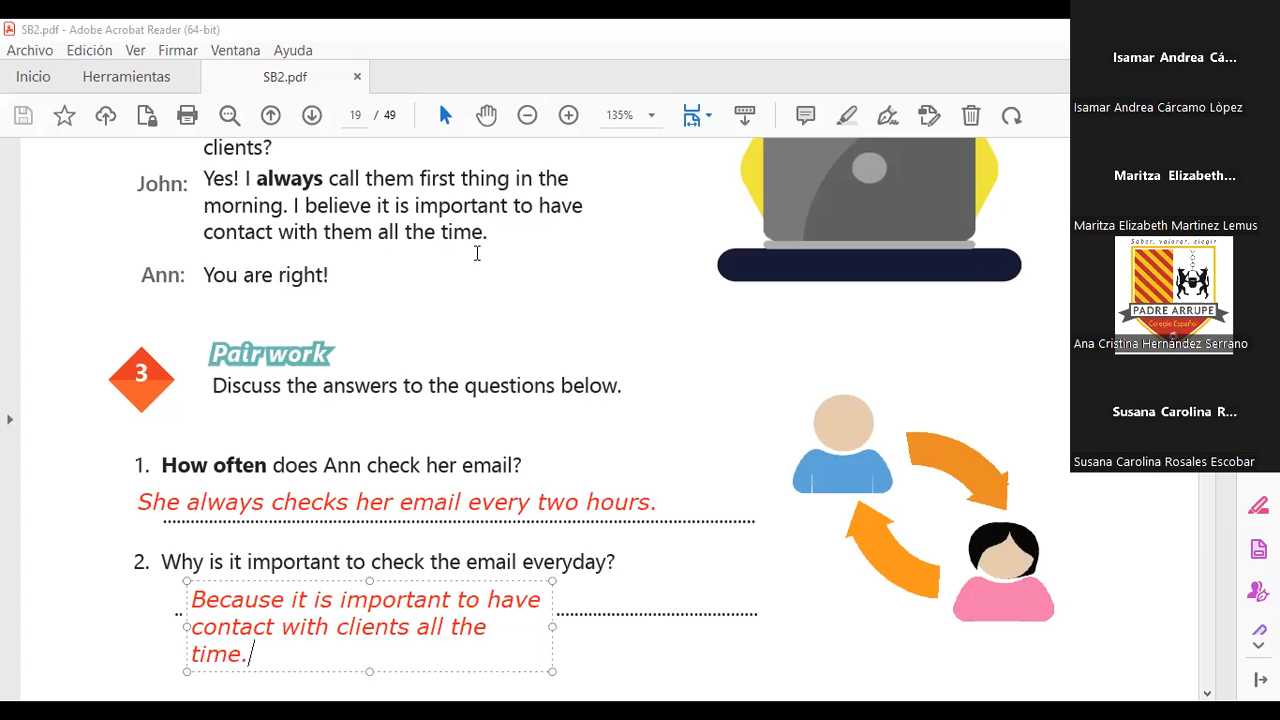 SB2.pdf - Adobe Acrobat Reader (64-bit)
Archivo Edición Ver Firmar Ventana Ayuda
Inicio Herramientas SB2.pdf ×
19 / 49 135%
clients?
John: Yes! I always call them first thing in the
morning. I believe it is important to have
contact with them all the time.
Ann: You are right!
3 Pair work
Discuss the answers to the questions below.
1. How often does Ann check her email?
She always checks her email every two hours.
2. Why is it important to check the email everyday?
Because it is important to have
contact with clients all the
time.
Isamar Andrea Cá...
Isamar Andrea Cárcamo Lòpez
Maritza Elizabeth...
Maritza Elizabeth Martinez Lemus
Saber, valorar, elegir
PADRE ARRUPE
Colegio Español
Ana Cristina Hernández Serrano
Susana Carolina R...
Susana Carolina Rosales Escobar